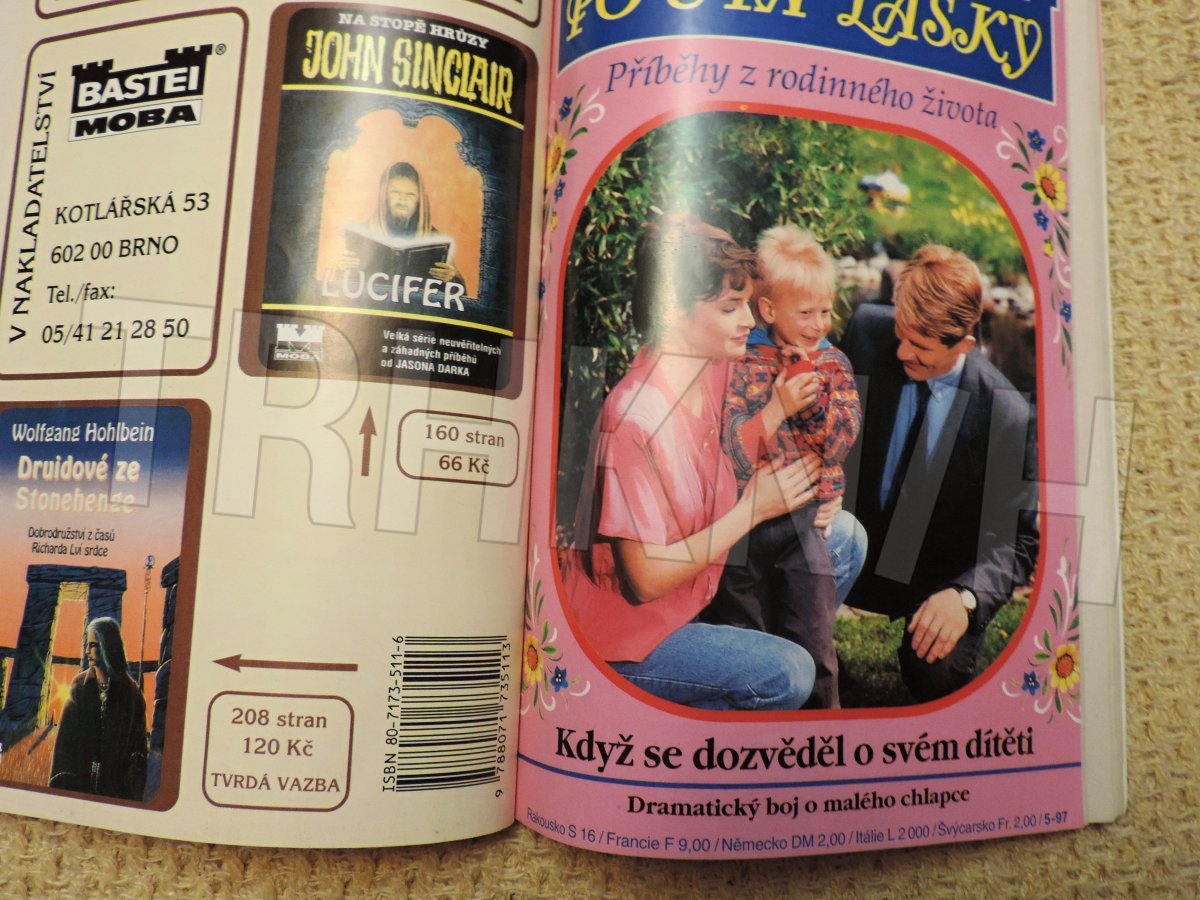 V NAKLADATELSTVÍ
BASTEI®
MOBA
KOTLÁŘSKÁ 53
602 00 BRNO
Tel./fax:
05/41 21 28 50
NA STOPĚ HRŮZY
JOHN SINCLAIR
LUCIFER
MOBA
Velká série neuvěřitelných
a záhadných příběhů
od JASONA DARKA
160 stran
66 Kč
Wolfgang Hohlbein
Druidové ze
Stonehenge
Dobrodružství z časů
Richarda Lví srdce
208 stran
120 Kč
TVRDÁ VAZBA
ISBN 80-7173-511-6
9 788071 735113
LÁSKY
Příběhy z rodinného života
Když se dozvěděl o svém dítěti
Dramatický boj o malého chlapce
Rakousko S 16 / Francie F 9,00 / Německo DM 2,00 / Itálie L 2 000 / Švýcarsko Fr. 2,00 / 5-97